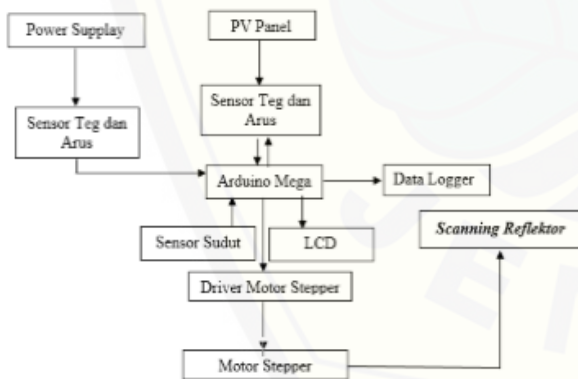 Power Supplay
PV Panel
Sensor Teg dan
Arus
Sensor Teg dan
Arus
Arduino Mega
Data Logger
Sensor Sudut
LCD
Scanning Reflektor
Driver Motor Stepper
Motor Stepper